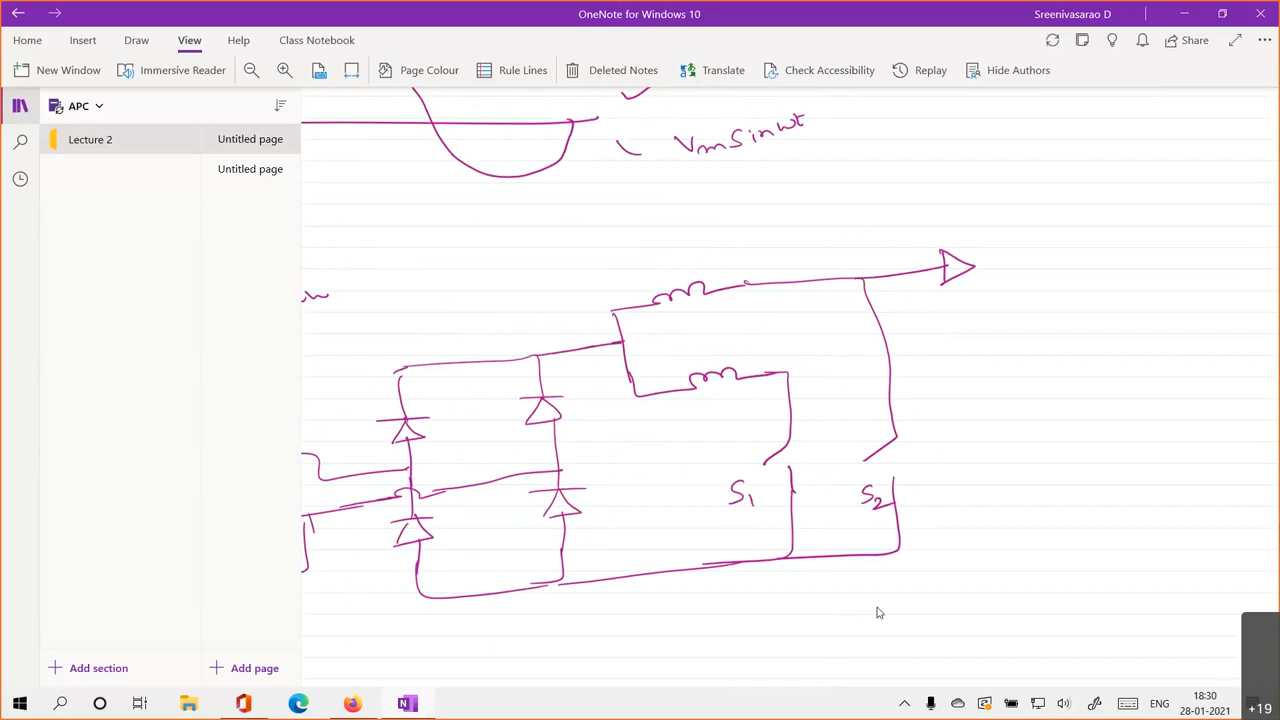 OneNote for Windows 10
Sreenivasarao D
Home Insert Draw View Help Class Notebook
Share
New Window Immersive Reader Page Colour Rule Lines Deleted Notes Translate Check Accessibility Replay Hide Authors
APC
Lecture 2
Untitled page
Untitled page
Vm Sin wt
S1
S2
Add section
Add page
ENG
18:30
28-01-2021
+19